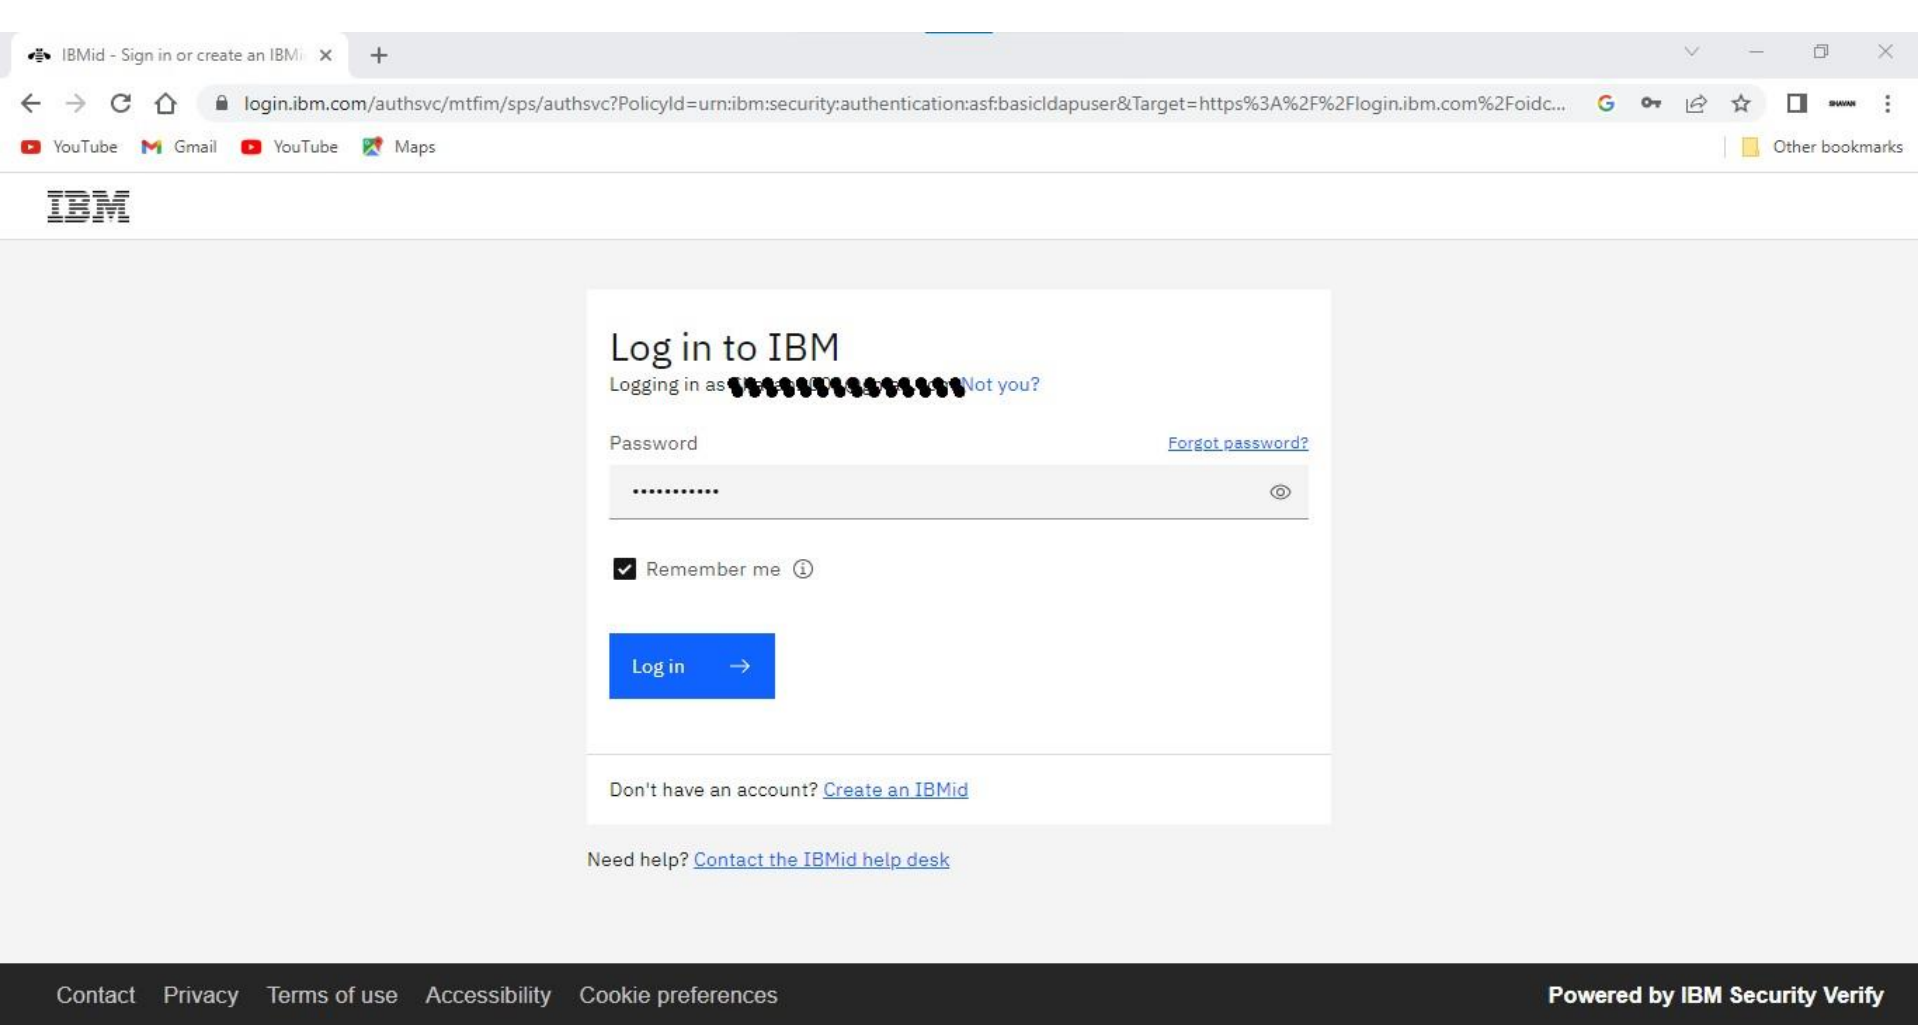 IBMid - Sign in or create an IBMi
login.ibm.com/authsvc/mtfim/sps/authsvc?PolicyId=urn:ibm:security:authentication:asf:basicldapuser&Target=https%3A%2F%2Flogin.ibm.com%2Foidc...
YouTube Gmail YouTube Maps Other bookmarks
IBM
Log in to IBM
Logging in as Not you?
Password Forgot password?
•••••••••••
Remember me
Log in →
Don't have an account? Create an IBMid
Need help? Contact the IBMid help desk
Contact Privacy Terms of use Accessibility Cookie preferences Powered by IBM Security Verify